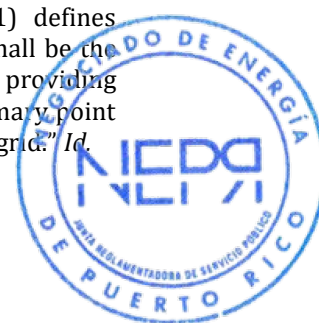 1) defines
hall be the
providing
mary point
grid.” Id.
NEGOCIADO DE ENERGÍA
NEPR
JUNTA REGLAMENTADORA DE SERVICIO PÚBLICO
DE PUERTO RICO